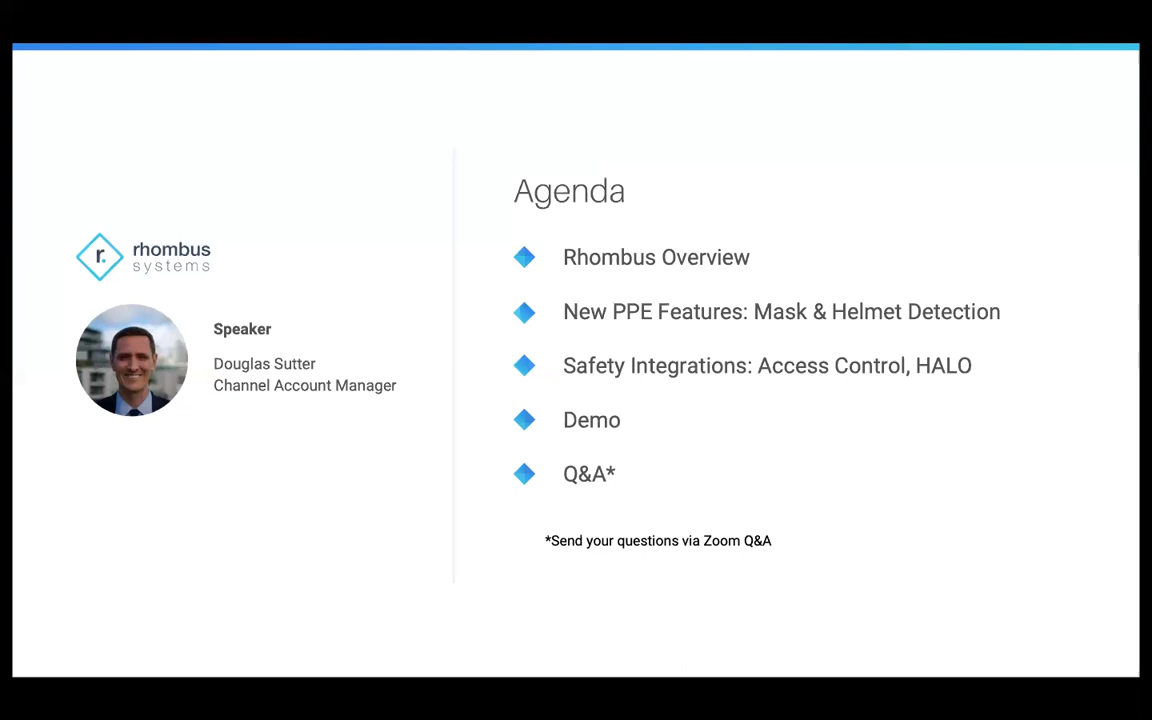 r.
rhombus
systems
Speaker
Douglas Sutter
Channel Account Manager
Agenda
Rhombus Overview
New PPE Features: Mask & Helmet Detection
Safety Integrations: Access Control, HALO
Demo
Q&A*
*Send your questions via Zoom Q&A